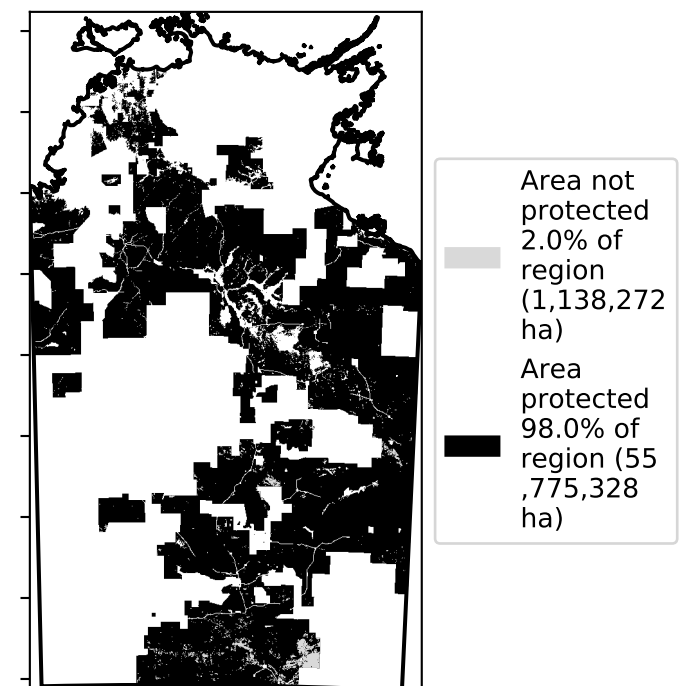 Area not
protected
2.0% of
region
(1,138,272
ha)
Area
protected
98.0% of
region (55
,775,328
ha)